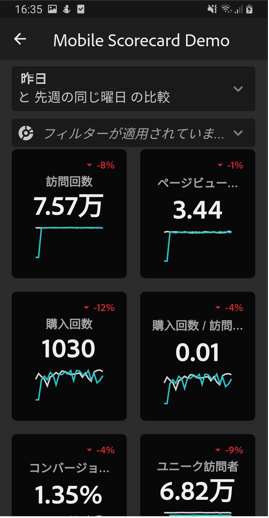 16:35
Mobile Scorecard Demo
昨日
と 先週の同じ曜日 の比較
フィルターが適用されていま...
-8%
訪問回数
7.57万
-1%
ページビュー...
3.44
-12%
購入回数
1030
-4%
購入回数 / 訪問...
0.01
-4%
コンバージョ...
1.35%
-9%
ユニーク訪問者
6.82万